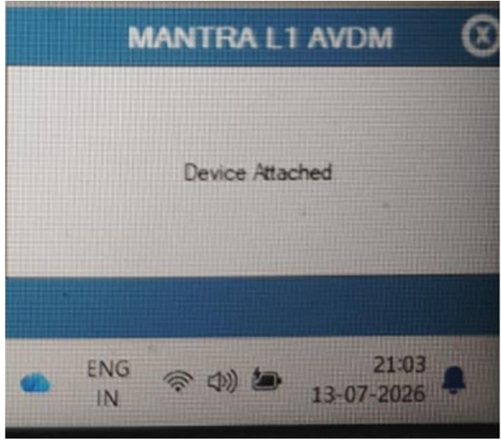 MANTRA L1 AVDM
Device Attached
ENG
IN
21:03
13-07-2026